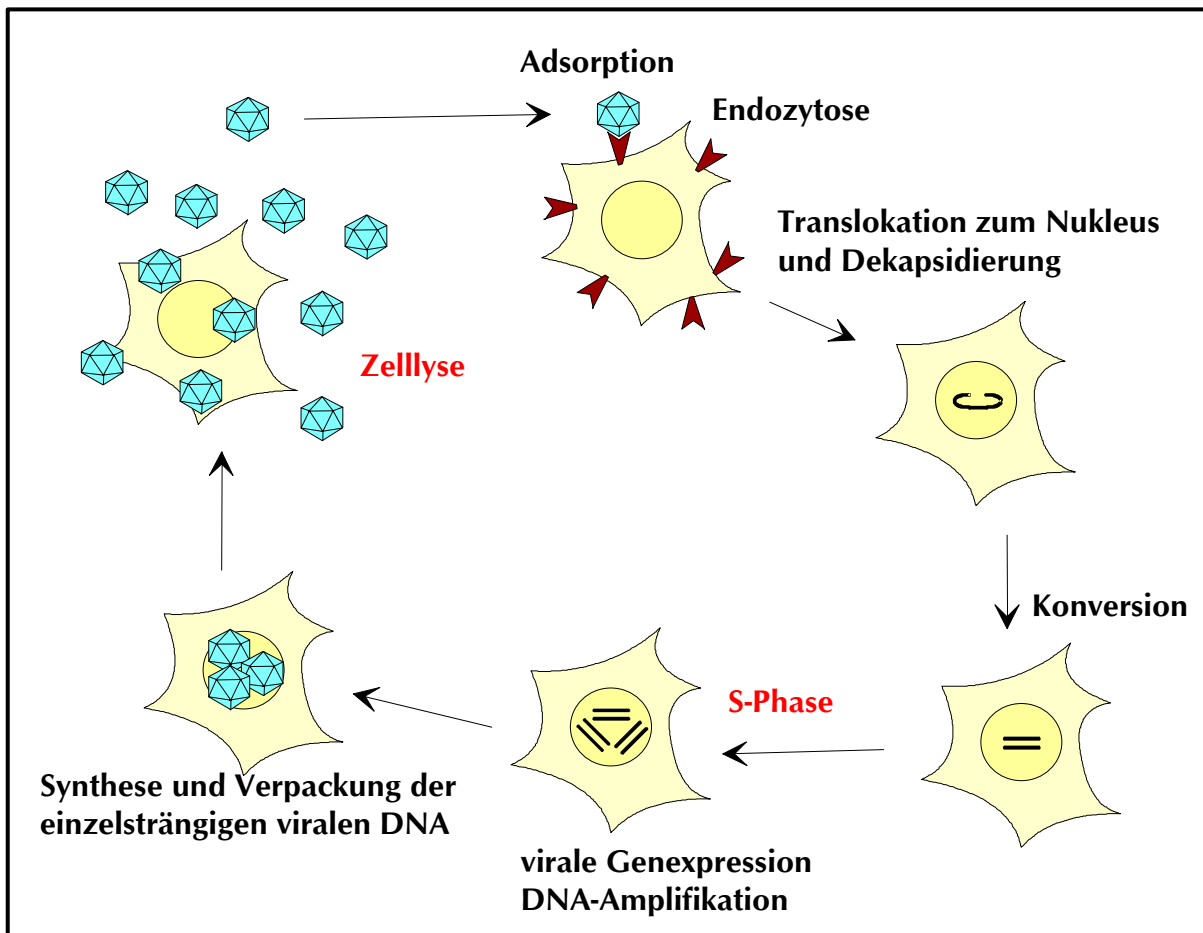 Adsorption
Endozytose
Translokation zum Nukleus
und Dekapsidierung
Zelllyse
Konversion
S-Phase
Synthese und Verpackung der
einzelsträngigen viralen DNA
virale Genexpression
DNA-Amplifikation